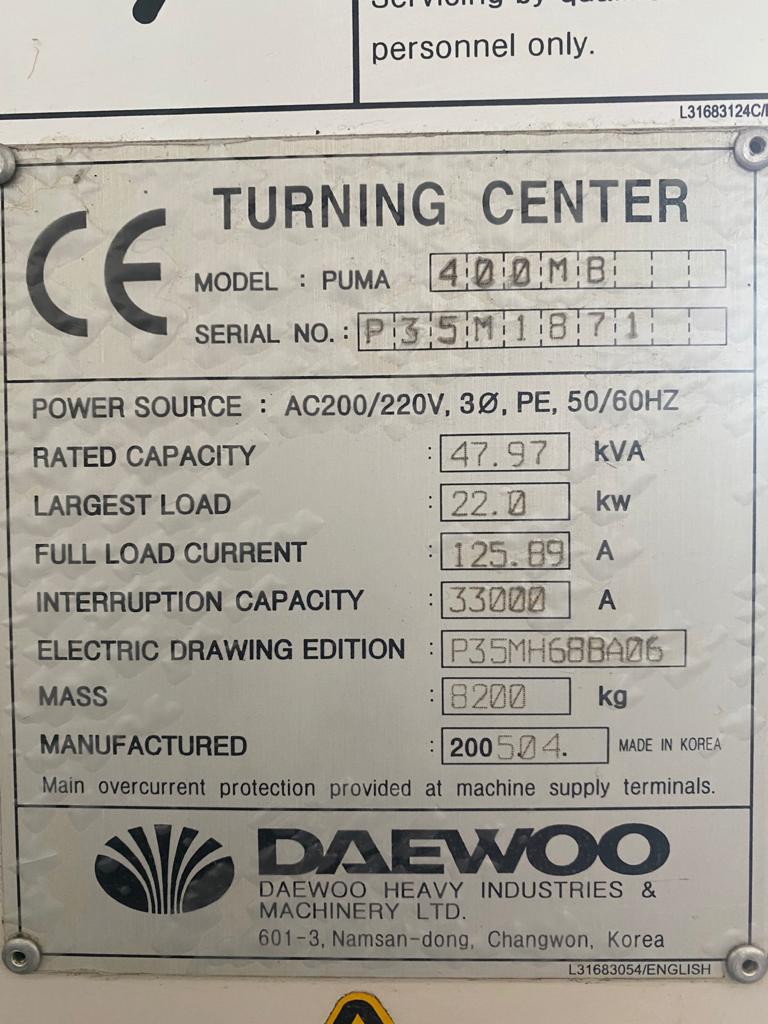 personnel only.
TURNING CENTER
CE
MODEL : PUMA 400MB
SERIAL NO. : P35M1871
POWER SOURCE : AC200/220V, 3Ø, PE, 50/60HZ
RATED CAPACITY : 47.97 kVA
LARGEST LOAD : 22.0 kw
FULL LOAD CURRENT : 125.89 A
INTERRUPTION CAPACITY : 33000 A
ELECTRIC DRAWING EDITION : P35MH68BA06
MASS : 8200 kg
MANUFACTURED : 200504. MADE IN KOREA
Main overcurrent protection provided at machine supply terminals.
DAEWOO
DAEWOO HEAVY INDUSTRIES &
MACHINERY LTD.
601-3, Namsan-dong, Changwon, Korea
L31683054/ENGLISH